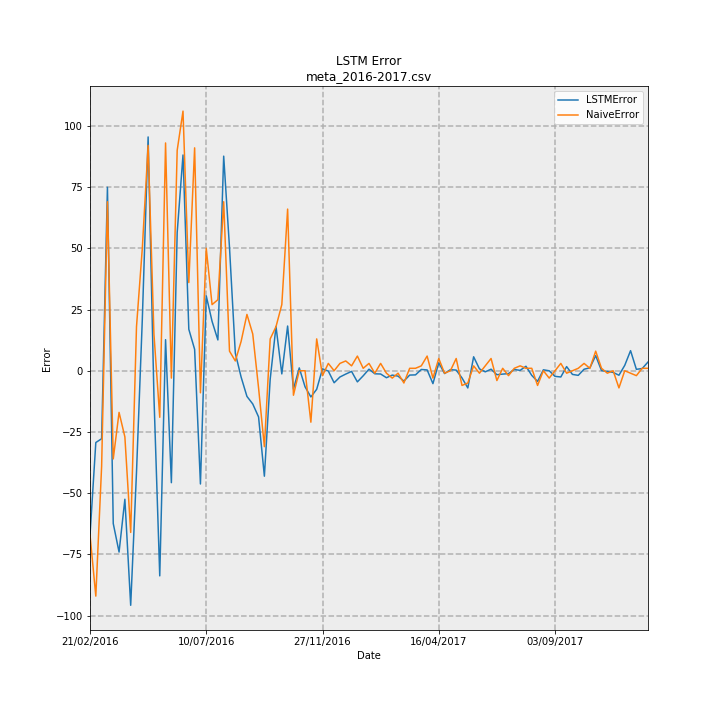 LSTM Error
meta_2016-2017.csv
LSTMError
NaiveError
100
75
50
25
0
−25
−50
−75
−100
Error
21/02/2016 10/07/2016 27/11/2016 16/04/2017 03/09/2017
Date